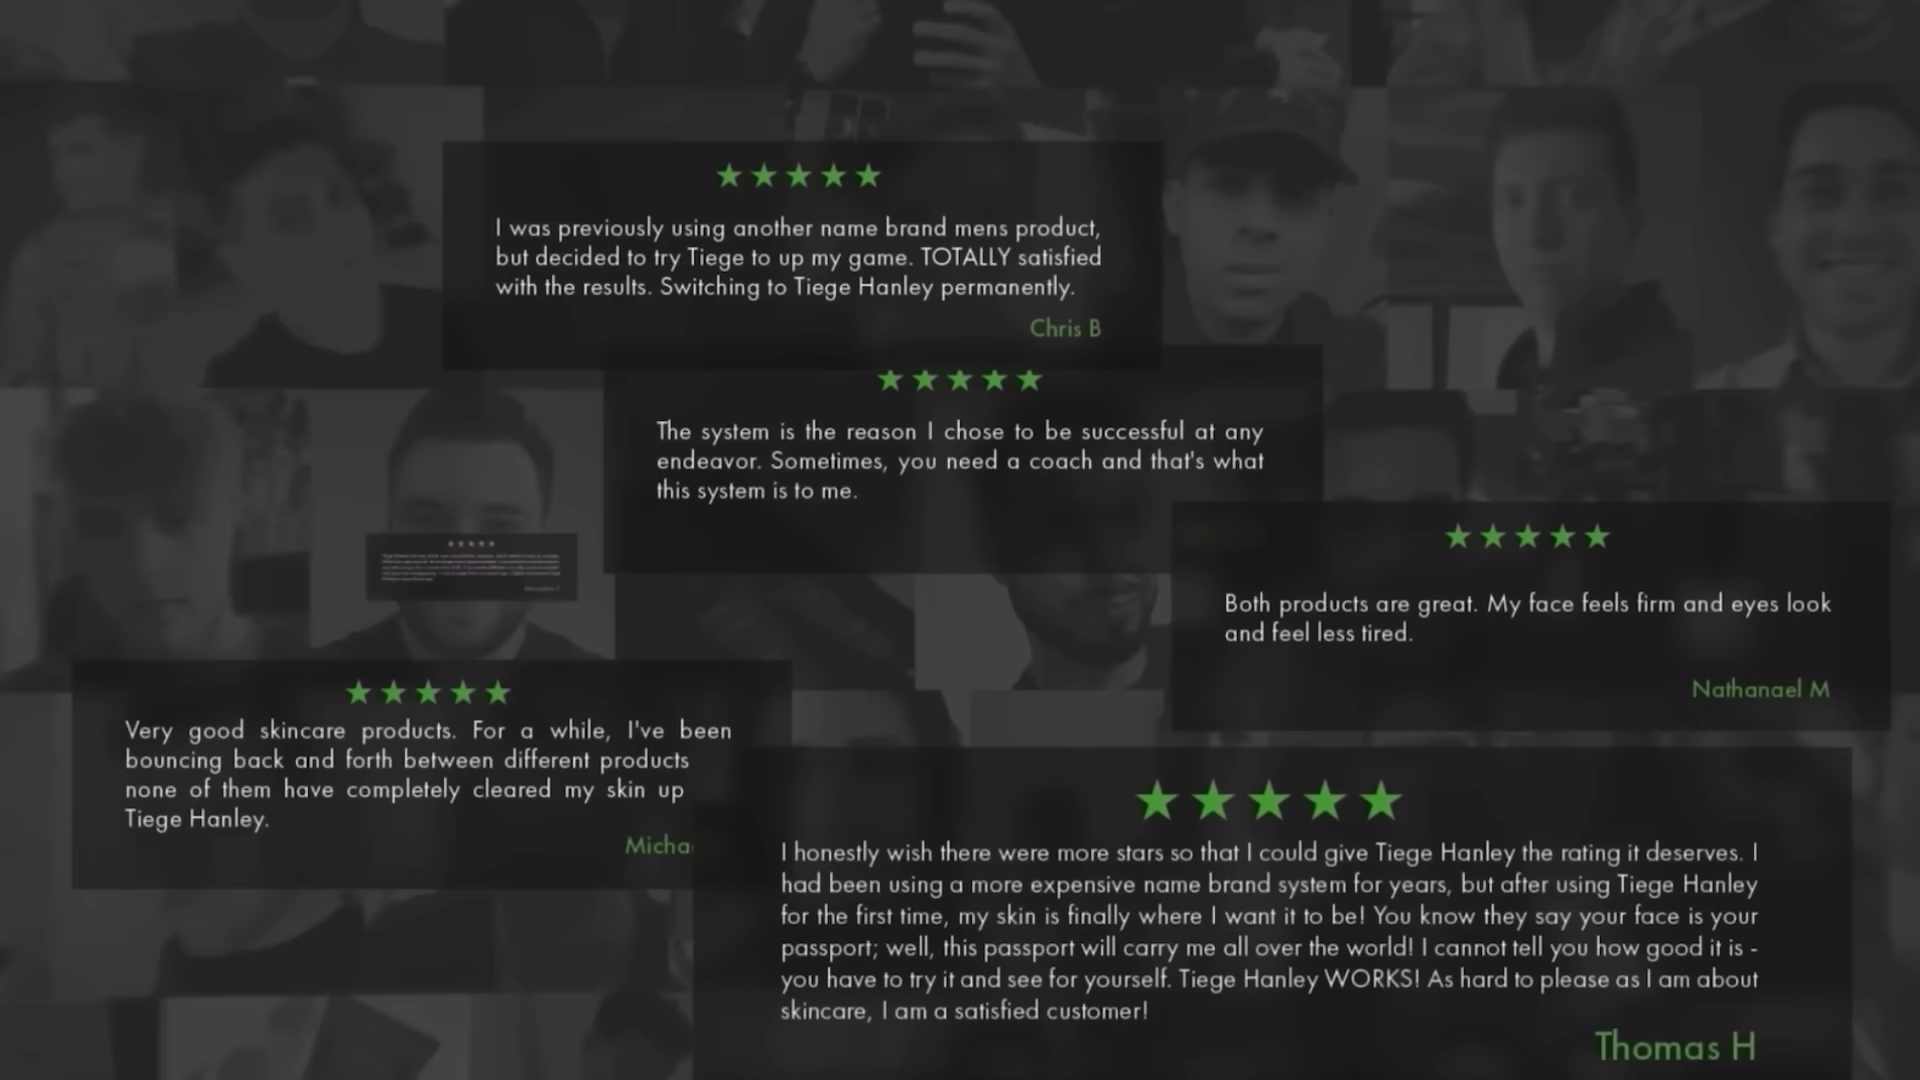 ★★★★★
I was previously using another name brand mens product,
but decided to try Tiege to up my game. TOTALLY satisfied
with the results. Switching to Tiege Hanley permanently.
Chris B
★★★★★
The system is the reason I chose to be successful at any
endeavor. Sometimes, you need a coach and that's what
this system is to me.
★★★★★
Both products are great. My face feels firm and eyes look
and feel less tired.
Nathanael M
★★★★★
Very good skincare products. For a while, I've been
bouncing back and forth between different products
none of them have completely cleared my skin up
Tiege Hanley.
★★★★★
I honestly wish there were more stars so that I could give Tiege Hanley the rating it deserves. I
had been using a more expensive name brand system for years, but after using Tiege Hanley
for the first time, my skin is finally where I want it to be! You know they say your face is your
passport; well, this passport will carry me all over the world! I cannot tell you how good it is -
you have to try it and see for yourself. Tiege Hanley WORKS! As hard to please as I am about
skincare, I am a satisfied customer!
Thomas H